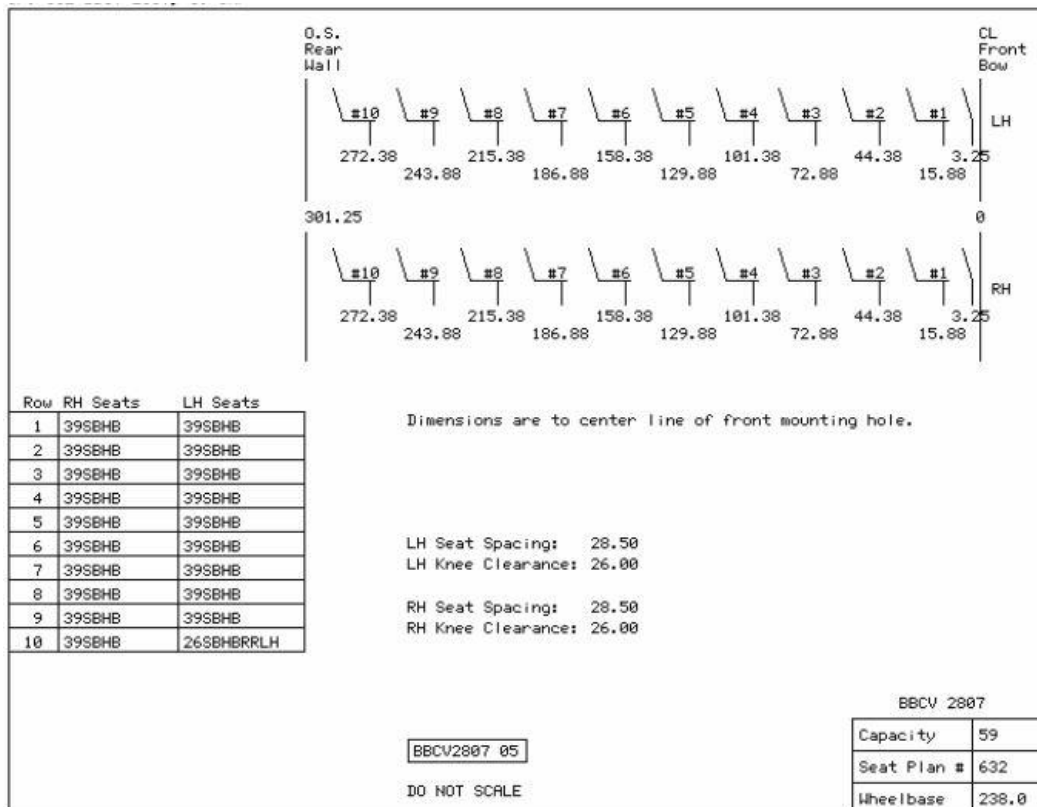 O.S.
Rear
Wall
CL
Front
Bow
#10 #9 #8 #7 #6 #5 #4 #3 #2 #1 LH
272.38 215.38 158.38 101.38 44.38 3.25
243.88 186.88 129.88 72.88 15.88
301.25 0
#10 #9 #8 #7 #6 #5 #4 #3 #2 #1 RH
272.38 215.38 158.38 101.38 44.38 3.25
243.88 186.88 129.88 72.88 15.88
Row RH Seats LH Seats
1 39SBHB 39SBHB
2 39SBHB 39SBHB
3 39SBHB 39SBHB
4 39SBHB 39SBHB
5 39SBHB 39SBHB
6 39SBHB 39SBHB
7 39SBHB 39SBHB
8 39SBHB 39SBHB
9 39SBHB 39SBHB
10 39SBHB 26SBHBRRLH
Dimensions are to center line of front mounting hole.
LH Seat Spacing: 28.50
LH Knee Clearance: 26.00
RH Seat Spacing: 28.50
RH Knee Clearance: 26.00
BBCV2807 05
DO NOT SCALE
BBCV 2807
Capacity 59
Seat Plan # 632
Wheelbase 238.0